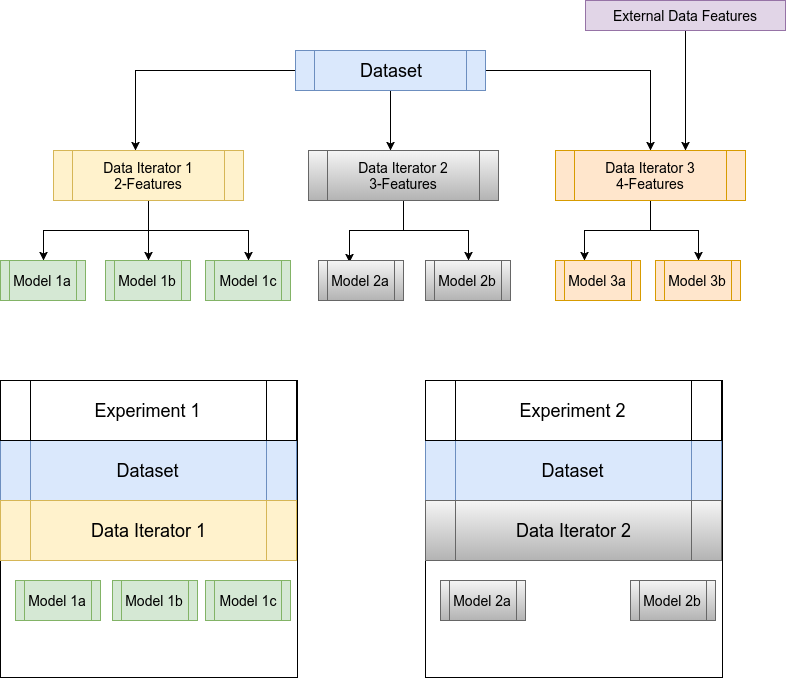 External Data Features
Dataset
Data Iterator 1
2-Features
Data Iterator 2
3-Features
Data Iterator 3
4-Features
Model 1a
Model 1b
Model 1c
Model 2a
Model 2b
Model 3a
Model 3b
Experiment 1
Dataset
Data Iterator 1
Model 1a
Model 1b
Model 1c
Experiment 2
Dataset
Data Iterator 2
Model 2a
Model 2b